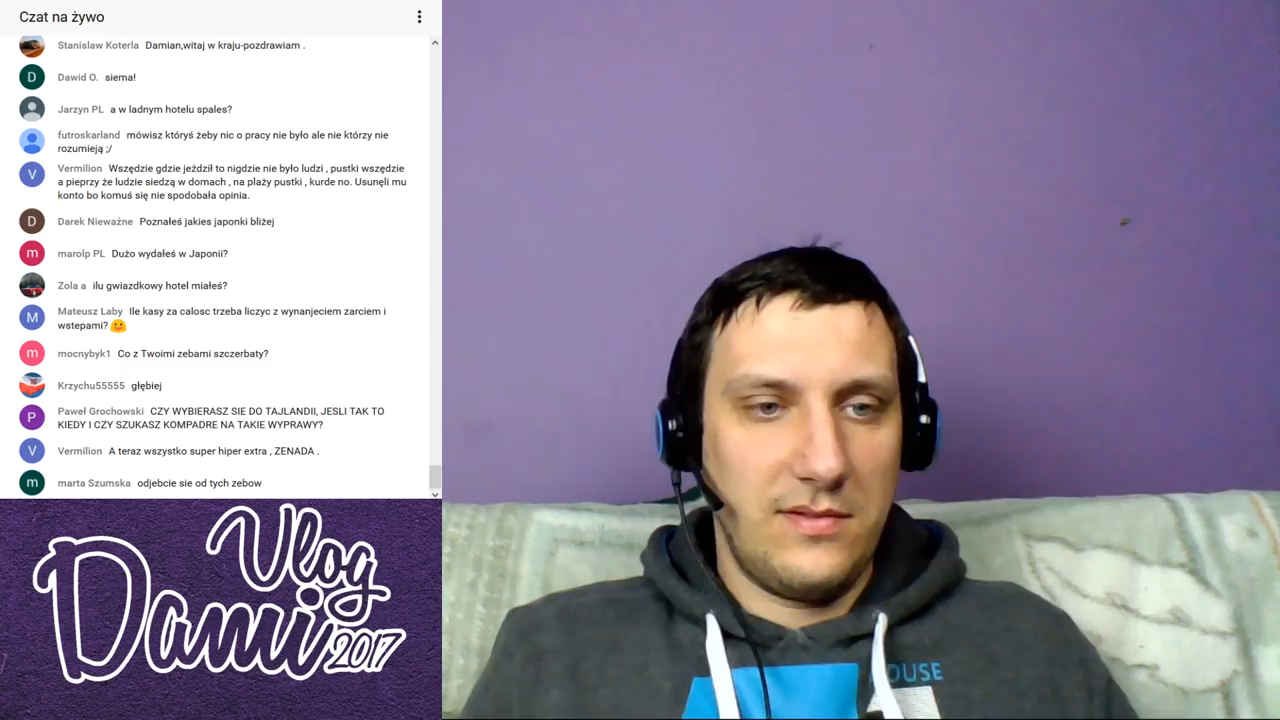 Czat na żywo
Stanislaw Koterla Damian,witaj w kraju-pozdrawiam .
D Dawid O. siema!
Jarzyn PL a w ladnym hotelu spales?
futroskarland mówisz któryś żeby nic o pracy nie było ale nie którzy nie
rozumieją ;/
V Vermilion Wszędzie gdzie jeździł to nigdzie nie było ludzi , pustki wszędzie
a pieprzy że ludzie siedzą w domach , na plaży pustki , kurde no. Usunęli mu
konto bo komuś się nie spodobała opinia.
D Darek Nieważne Poznałeś jakies japonki bliżej
m marolp PL Dużo wydałeś w Japonii?
Zola a ilu gwiazdkowy hotel miałeś?
M Mateusz Laby Ile kasy za calosc trzeba liczyc z wynanjeciem zarciem i
wstepami?
m mocnybyk1 Co z Twoimi zebami szczerbaty?
Krzychu55555 głębiej
P Paweł Grochowski CZY WYBIERASZ SIE DO TAJLANDII, JESLI TAK TO
KIEDY I CZY SZUKASZ KOMPADRE NA TAKIE WYPRAWY?
V Vermilion A teraz wszystko super hiper extra , ZENADA .
m marta Szumska odjebcie sie od tych zebow
Vlog
Dami
2017
OUSE